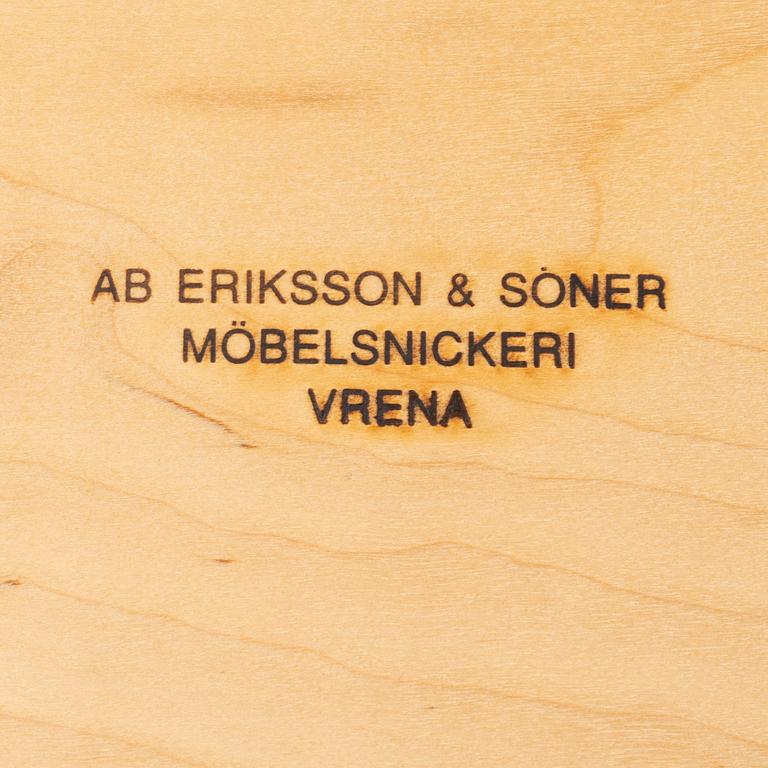 AB ERIKSSON & SÖNER
MÖBELSNICKERI
VRENA